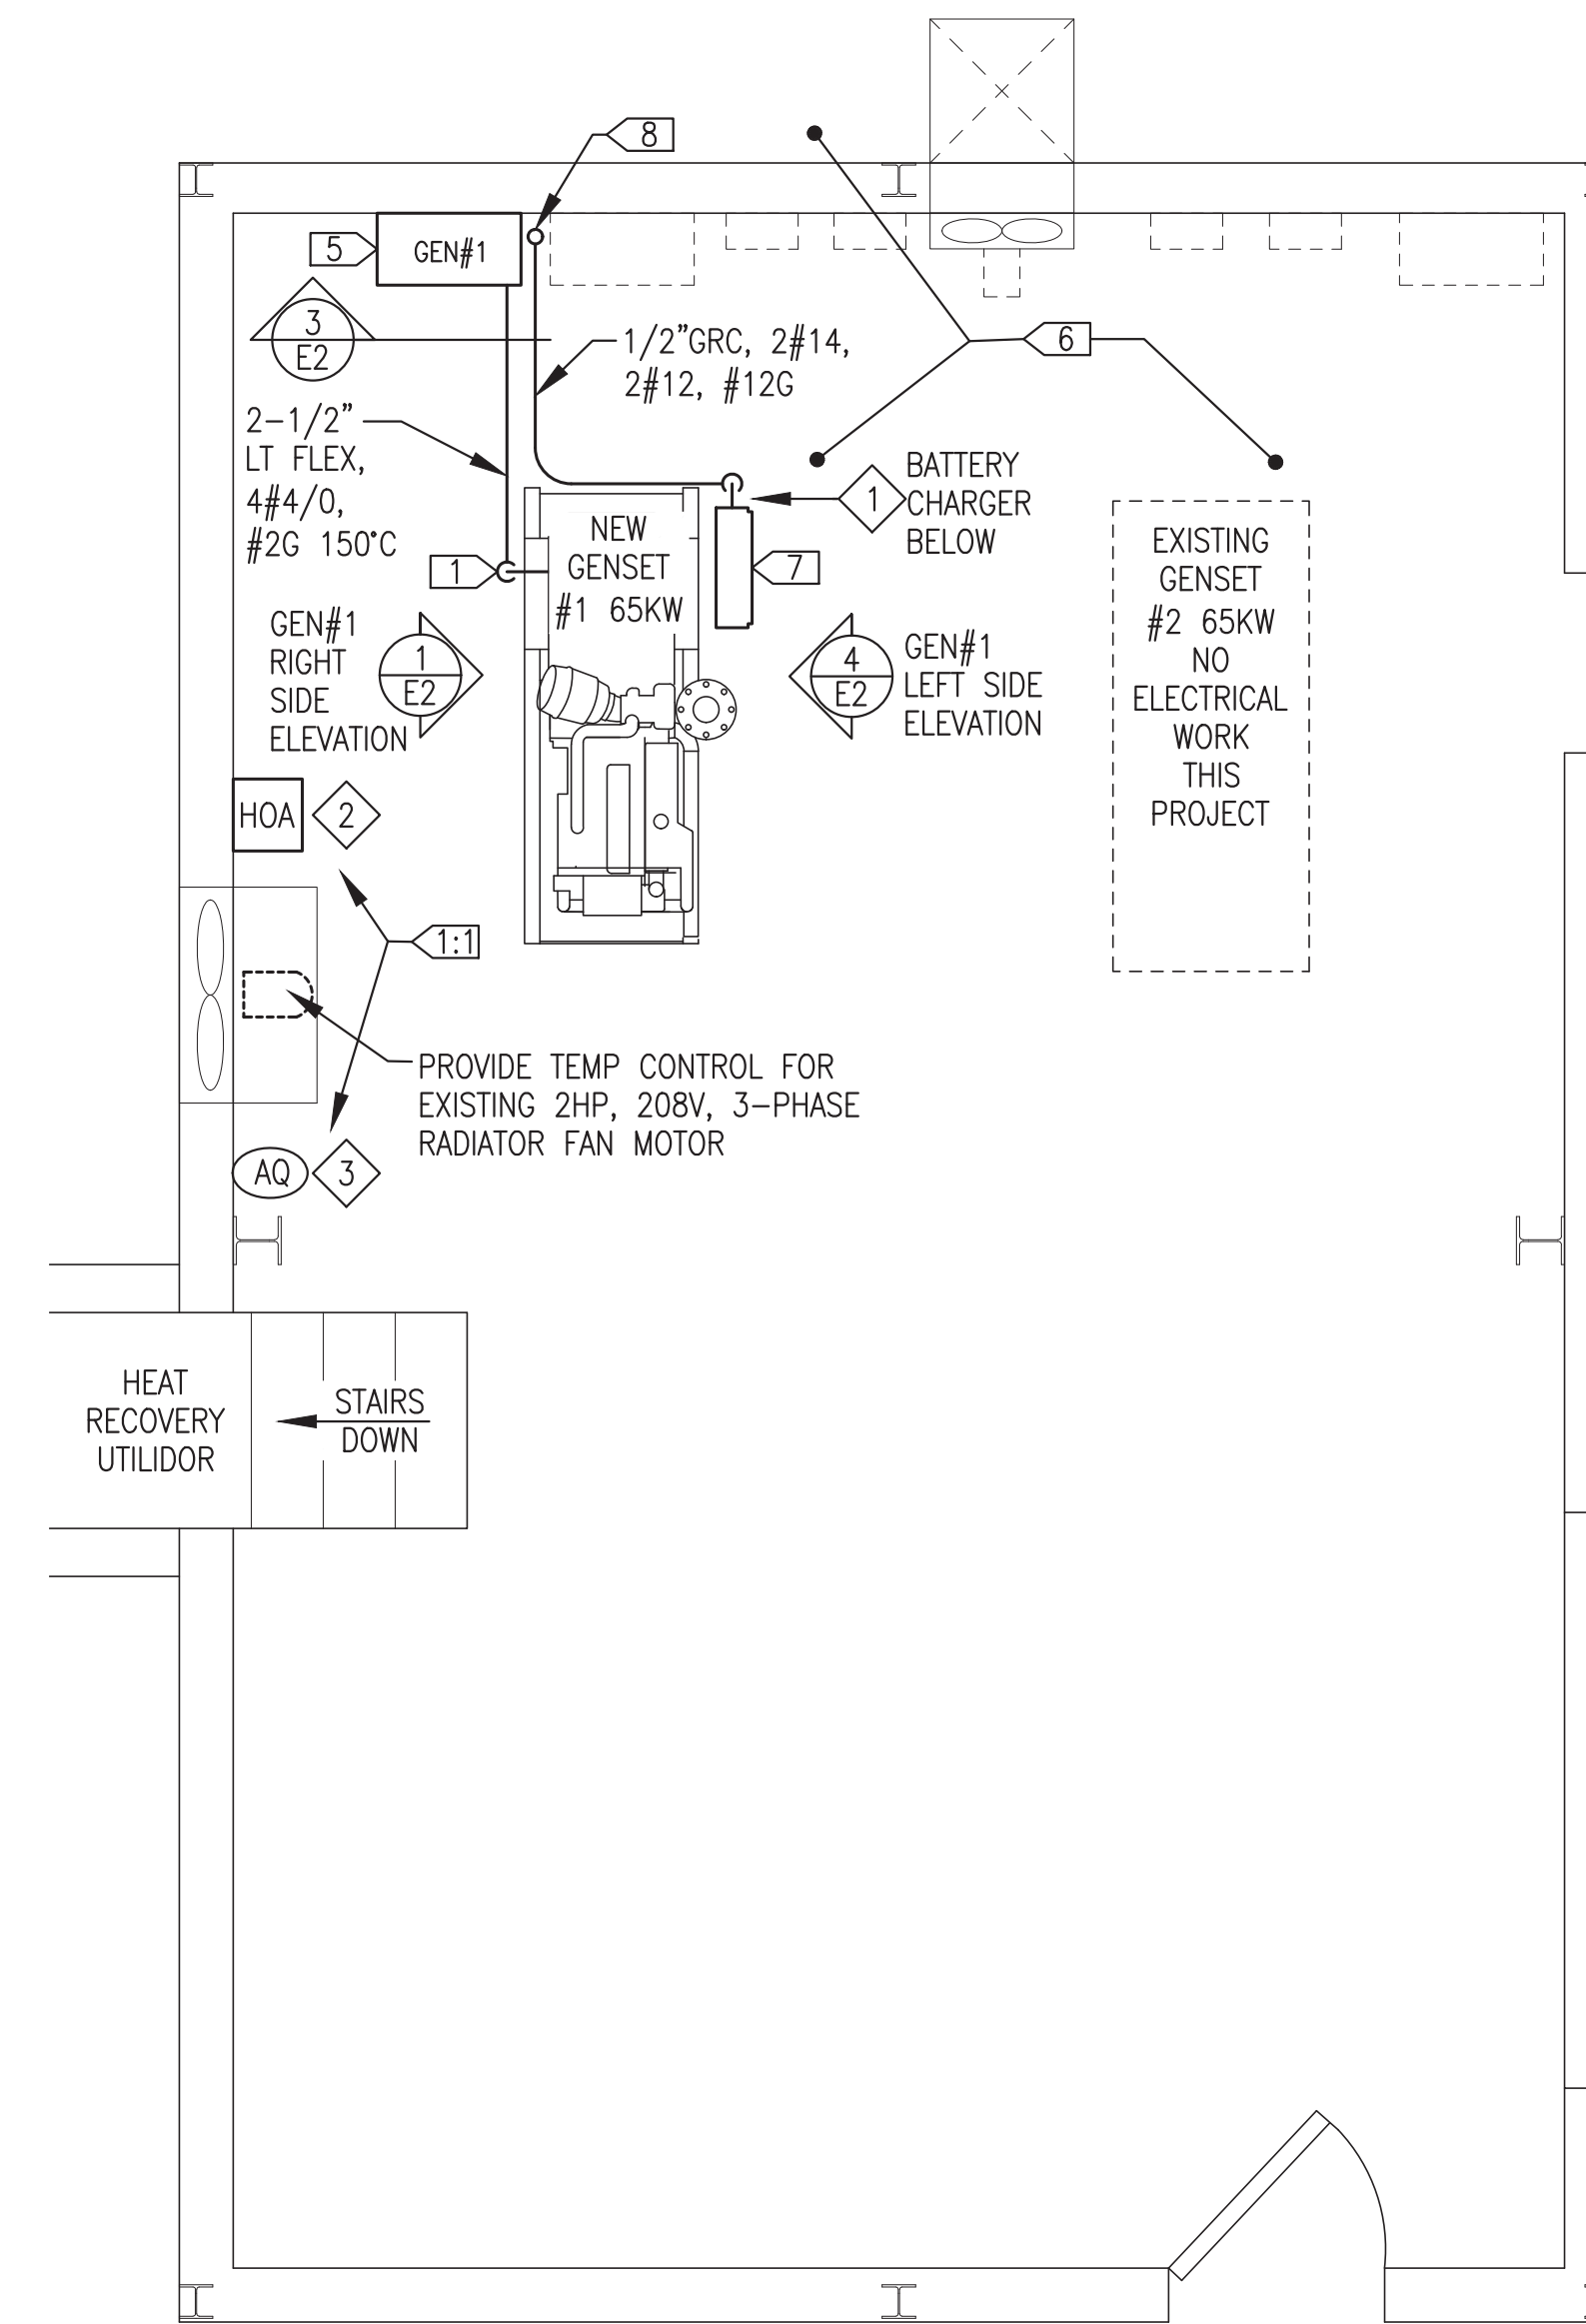 8
5
GEN#1
3
E2
1/2"GRC, 2#14,
2#12, #12G
6
2-1/2"
LT FLEX,
4#4/0,
#2G 150°C
1
BATTERY
CHARGER
BELOW
1
NEW
GENSET
#1 65KW
7
EXISTING
GENSET
#2 65KW
NO
ELECTRICAL
WORK
THIS
PROJECT
GEN#1
RIGHT
SIDE
ELEVATION
1
E2
4
E2
GEN#1
LEFT SIDE
ELEVATION
HOA
2
1:1
PROVIDE TEMP CONTROL FOR
EXISTING 2HP, 208V, 3-PHASE
RADIATOR FAN MOTOR
AQ
3
HEAT
RECOVERY
UTILIDOR
STAIRS
DOWN